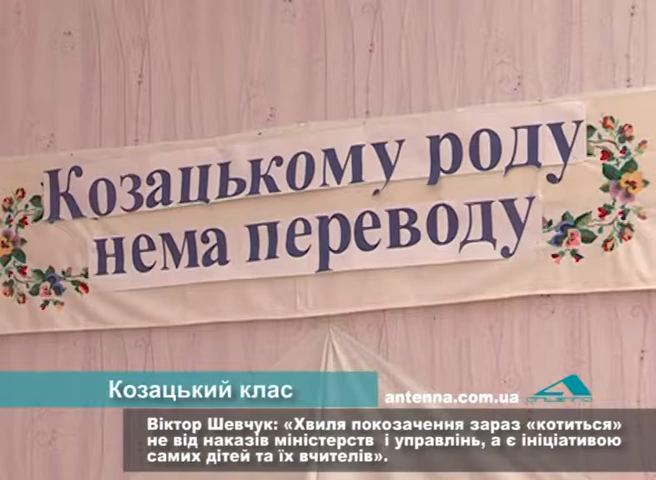 Козацькому роду
нема переводу
Козацький клас
antenna.com.ua
Віктор Шевчук: «Хвиля покозачення зараз «котиться»
не від наказів міністерств і управлінь, а є ініціативою
самих дітей та їх вчителів».